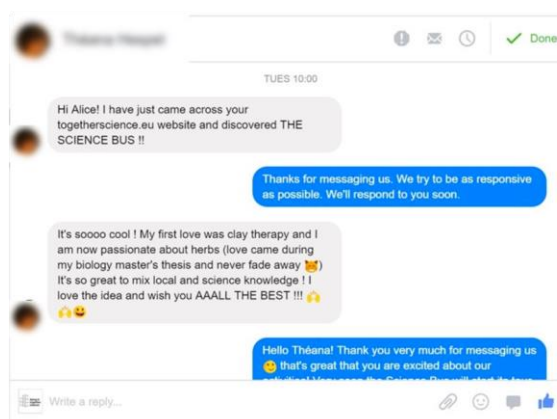 Done
TUES 10:00
Hi Alice! I have just came across your
togetherscience.eu website and discovered THE
SCIENCE BUS !!
Thanks for messaging us. We try to be as responsive
as possible. We'll respond to you soon.
It's soooo cool ! My first love was clay therapy and I
am now passionate about herbs (love came during
my biology master's thesis and never fade away 😼)
It's so great to mix local and science knowledge ! I
love the idea and wish you AAALL THE BEST !!! 🙌
🙌😃
Hello Théana! Thank you very much for messaging us
🙂 that's great that you are excited about our
Write a reply...